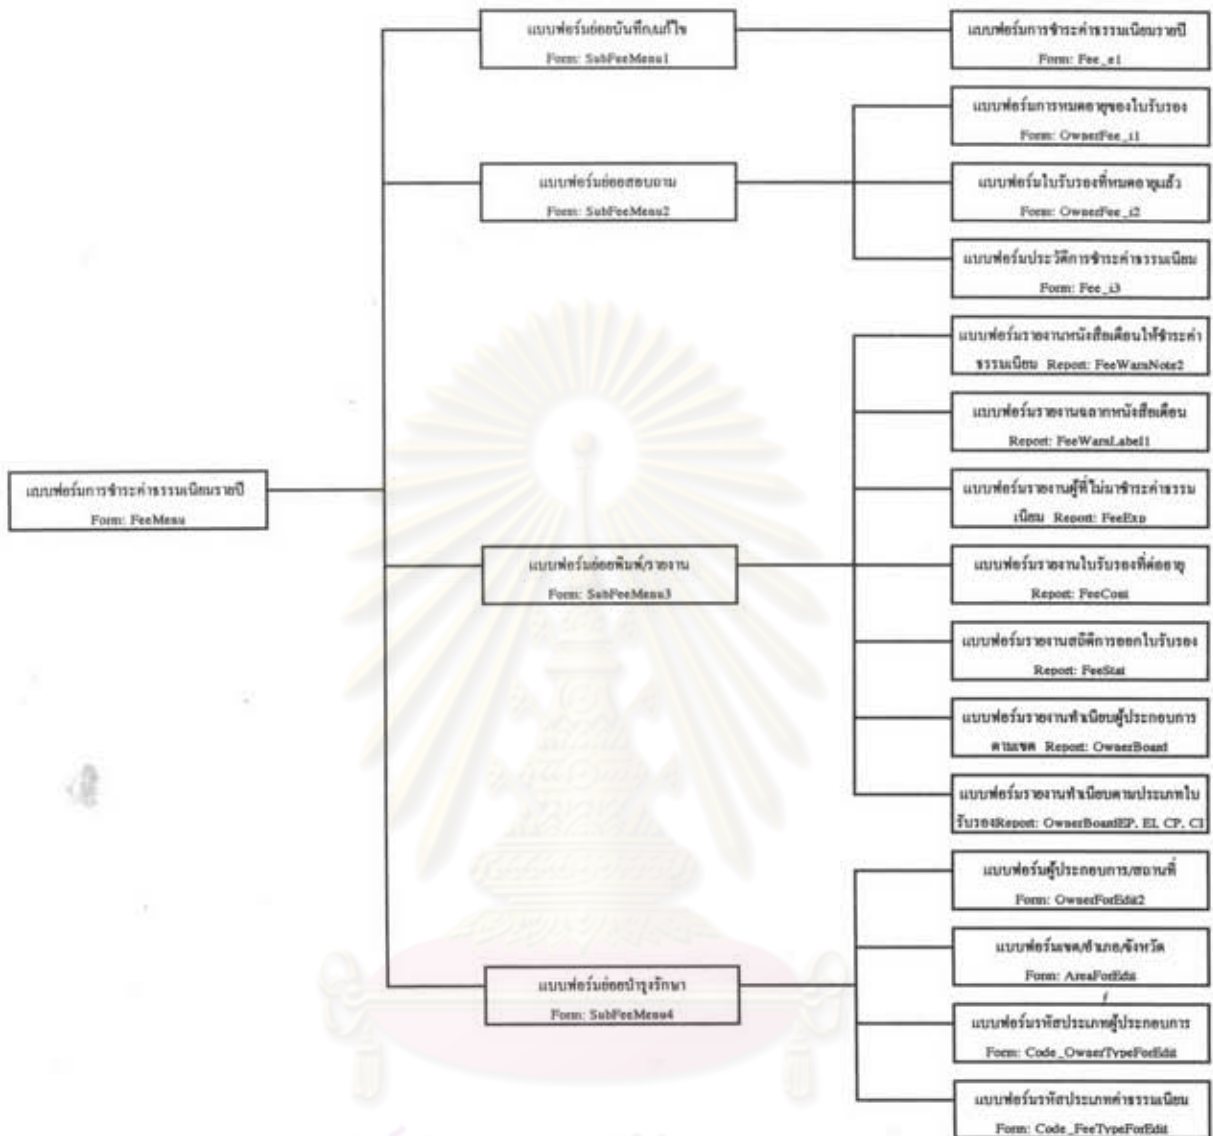 แบบฟอร์มการชำระค่าธรรมเนียมรายปี
Form: FeeMenu
แบบฟอร์มย่อยบันทึก/แก้ไข
Form: SubFeeMenu1
แบบฟอร์มย่อยสอบถาม
Form: SubFeeMenu2
แบบฟอร์มย่อยพิมพ์/รายงาน
Form: SubFeeMenu3
แบบฟอร์มย่อยบำรุงรักษา
Form: SubFeeMenu4
แบบฟอร์มการชำระค่าธรรมเนียมรายปี
Form: Fee_e1
แบบฟอร์มการหมดอายุของใบรับรอง
Form: OwnerFee_i1
แบบฟอร์มใบรับรองที่หมดอายุแล้ว
Form: OwnerFee_i2
แบบฟอร์มประวัติการชำระค่าธรรมเนียม
Form: Fee_i3
แบบฟอร์มรายงานหนังสือเตือนให้ชำระค่า
ธรรมเนียม Report: FeeWarnNote2
แบบฟอร์มรายงานฉลากหนังสือเตือน
Report: FeeWarnLabel1
แบบฟอร์มรายงานผู้ที่ไม่มาชำระค่าธรรม
เนียม Report: FeeExp
แบบฟอร์มรายงานใบรับรองที่ต่ออายุ
Report: FeeCont
แบบฟอร์มรายงานสถิติการออกใบรับรอง
Report: FeeStat
แบบฟอร์มรายงานทำเนียบผู้ประกอบการ
ตามเขต Report: OwnerBoard
แบบฟอร์มรายงานทำเนียบตามประเภทใบ
รับรองReport: OwnerBoardEP, EI, CP, CI
แบบฟอร์มผู้ประกอบการ/สถานที่
Form: OwnerForEdit2
แบบฟอร์มเขต/อำเภอ/จังหวัด
Form: AreaForEdit
แบบฟอร์มรหัสประเภทผู้ประกอบการ
Form: Code_OwnerTypeForEdit
แบบฟอร์มรหัสประเภทค่าธรรมเนียม
Form: Code_FeeTypeForEdit